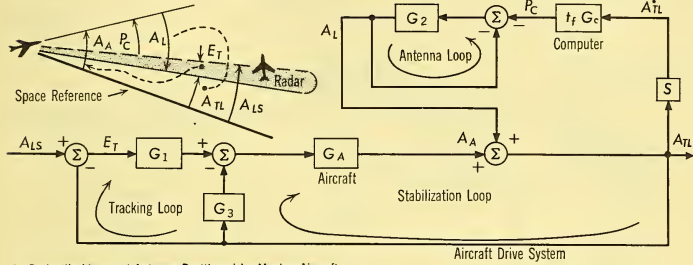 A_A P_C A_L
E_T
Radar
Space Reference
A_TL A_LS
A_L G_2 Σ P_C t_f G_c Ȧ_TL
− −
Antenna Loop
Computer
S
A_LS + Σ E_T G_1 + Σ G_A A_A + Σ A_TL
− − +
Aircraft
Tracking Loop
G_3
Stabilization Loop
Aircraft Drive System